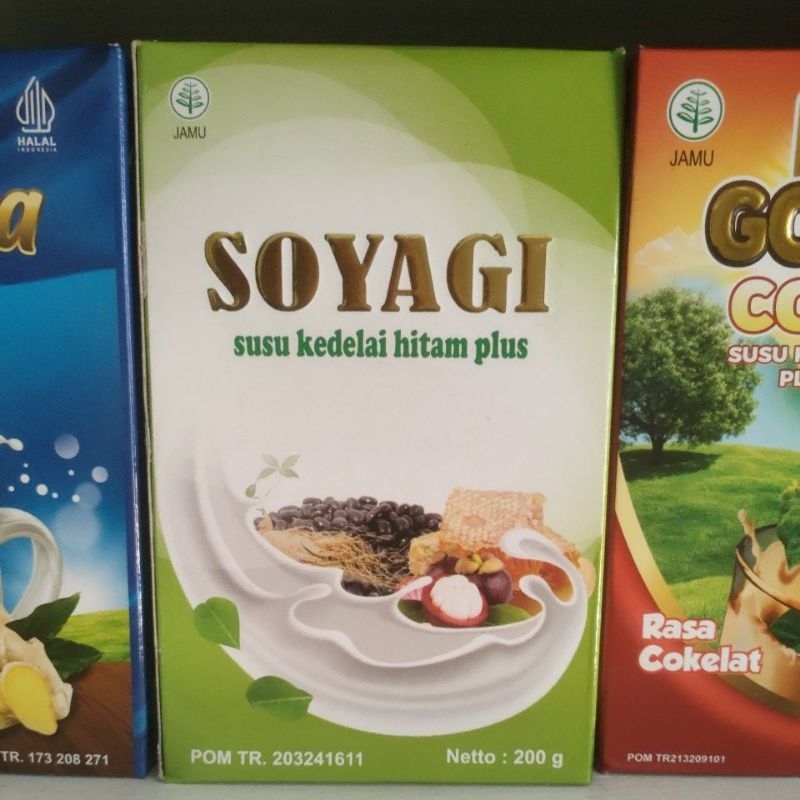 HALAL
INDONESIA
a
TR. 173 208 271
JAMU
SOYAGI
susu kedelai hitam plus
POM TR. 203241611
Netto : 200 g
JAMU
GO
CO
SUSU
Rasa
Cokelat
POM TR213209101